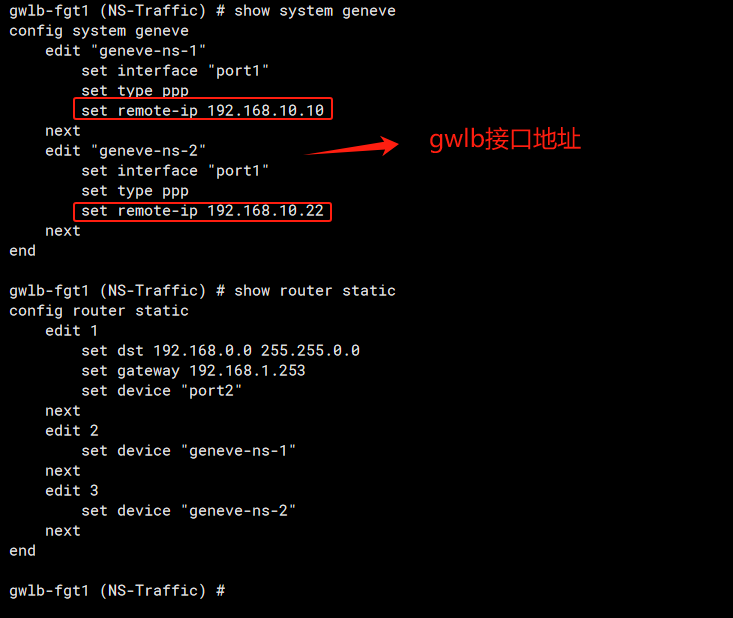 gwlb-fgt1 (NS-Traffic) # show system geneve
config system geneve
    edit "geneve-ns-1"
        set interface "port1"
        set type ppp
        set remote-ip 192.168.10.10
    next
    edit "geneve-ns-2"
gwlb接口地址
        set interface "port1"
        set type ppp
        set remote-ip 192.168.10.22
    next
end

gwlb-fgt1 (NS-Traffic) # show router static
config router static
    edit 1
        set dst 192.168.0.0 255.255.0.0
        set gateway 192.168.1.253
        set device "port2"
    next
    edit 2
        set device "geneve-ns-1"
    next
    edit 3
        set device "geneve-ns-2"
    next
end

gwlb-fgt1 (NS-Traffic) #